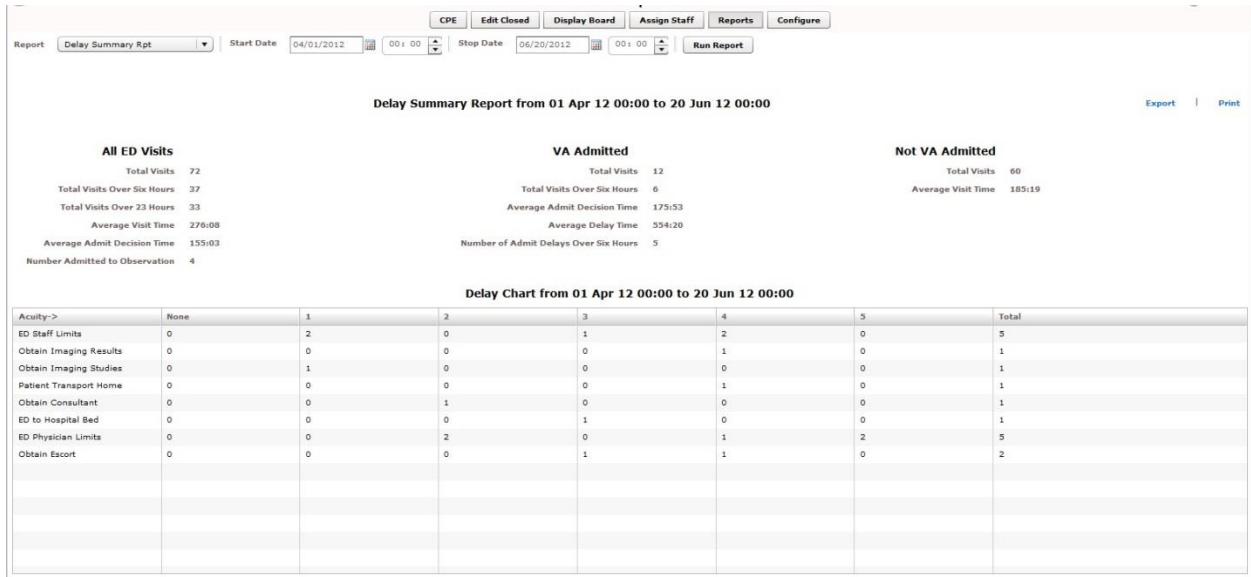 CPE Edit Closed Display Board Assign Staff Reports Configure
Report Delay Summary Rpt Start Date 04/01/2012 00: 00 Stop Date 06/20/2012 00: 00 Run Report
Delay Summary Report from 01 Apr 12 00:00 to 20 Jun 12 00:00 Export | Print
All ED Visits VA Admitted Not VA Admitted
Total Visits 72 Total Visits 12 Total Visits 60
Total Visits Over Six Hours 37 Total Visits Over Six Hours 6 Average Visit Time 185:19
Total Visits Over 23 Hours 33 Average Admit Decision Time 175:53
Average Visit Time 276:08 Average Delay Time 554:20
Average Admit Decision Time 155:03 Number of Admit Delays Over Six Hours 5
Number Admitted to Observation 4
Delay Chart from 01 Apr 12 00:00 to 20 Jun 12 00:00
Acuity-> None 1 2 3 4 5 Total
ED Staff Limits 0 2 0 1 2 0 5
Obtain Imaging Results 0 0 0 0 1 0 1
Obtain Imaging Studies 0 1 0 0 0 0 1
Patient Transport Home 0 0 0 0 1 0 1
Obtain Consultant 0 0 1 0 0 0 1
ED to Hospital Bed 0 0 0 1 0 0 1
ED Physician Limits 0 0 2 0 1 2 5
Obtain Escort 0 0 0 1 1 0 2